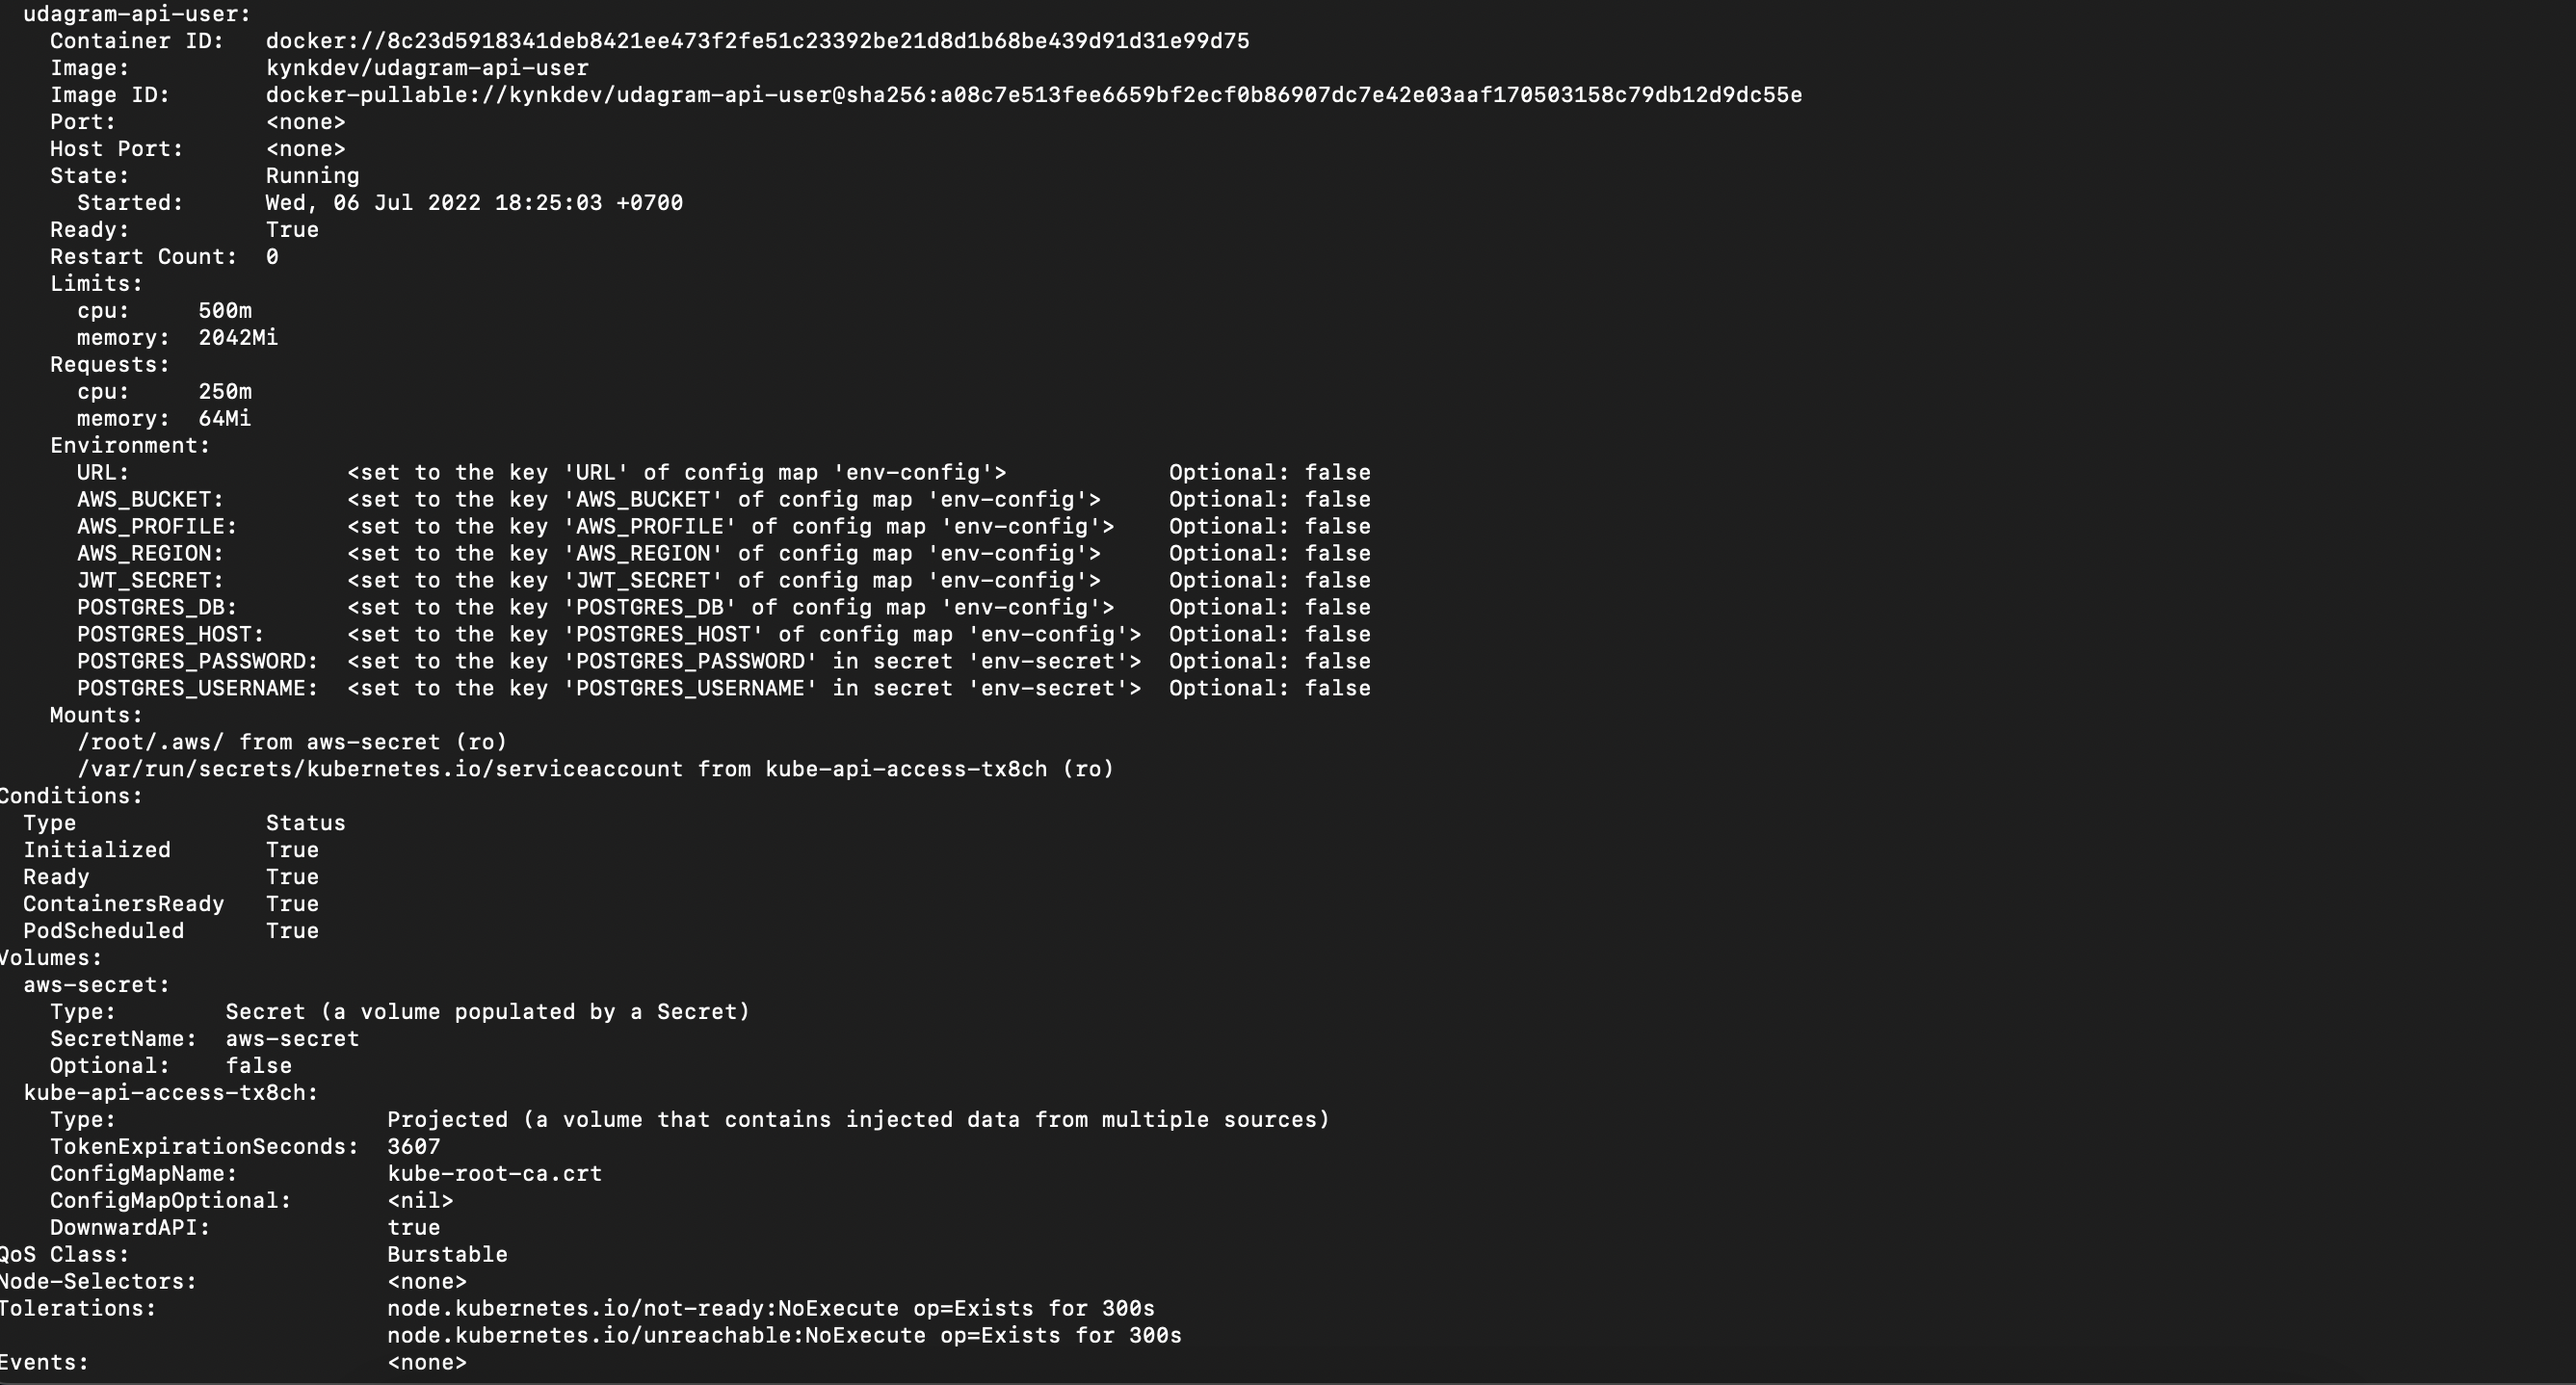 udagram-api-user:
Container ID: docker://8c23d5918341deb8421ee473f2fe51c23392be21d8d1b68be439d91d31e99d75
Image: kynkdev/udagram-api-user
Image ID: docker-pullable://kynkdev/udagram-api-user@sha256:a08c7e513fee6659bf2ecf0b86907dc7e42e03aaf170503158c79db12d9dc55e
Port: <none>
Host Port: <none>
State: Running
Started: Wed, 06 Jul 2022 18:25:03 +0700
Ready: True
Restart Count: 0
Limits:
cpu: 500m
memory: 2042Mi
Requests:
cpu: 250m
memory: 64Mi
Environment:
URL: <set to the key 'URL' of config map 'env-config'> Optional: false
AWS_BUCKET: <set to the key 'AWS_BUCKET' of config map 'env-config'> Optional: false
AWS_PROFILE: <set to the key 'AWS_PROFILE' of config map 'env-config'> Optional: false
AWS_REGION: <set to the key 'AWS_REGION' of config map 'env-config'> Optional: false
JWT_SECRET: <set to the key 'JWT_SECRET' of config map 'env-config'> Optional: false
POSTGRES_DB: <set to the key 'POSTGRES_DB' of config map 'env-config'> Optional: false
POSTGRES_HOST: <set to the key 'POSTGRES_HOST' of config map 'env-config'> Optional: false
POSTGRES_PASSWORD: <set to the key 'POSTGRES_PASSWORD' in secret 'env-secret'> Optional: false
POSTGRES_USERNAME: <set to the key 'POSTGRES_USERNAME' in secret 'env-secret'> Optional: false
Mounts:
/root/.aws/ from aws-secret (ro)
/var/run/secrets/kubernetes.io/serviceaccount from kube-api-access-tx8ch (ro)
Conditions:
Type Status
Initialized True
Ready True
ContainersReady True
PodScheduled True
Volumes:
aws-secret:
Type: Secret (a volume populated by a Secret)
SecretName: aws-secret
Optional: false
kube-api-access-tx8ch:
Type: Projected (a volume that contains injected data from multiple sources)
TokenExpirationSeconds: 3607
ConfigMapName: kube-root-ca.crt
ConfigMapOptional: <nil>
DownwardAPI: true
QoS Class: Burstable
Node-Selectors: <none>
Tolerations: node.kubernetes.io/not-ready:NoExecute op=Exists for 300s
node.kubernetes.io/unreachable:NoExecute op=Exists for 300s
Events: <none>